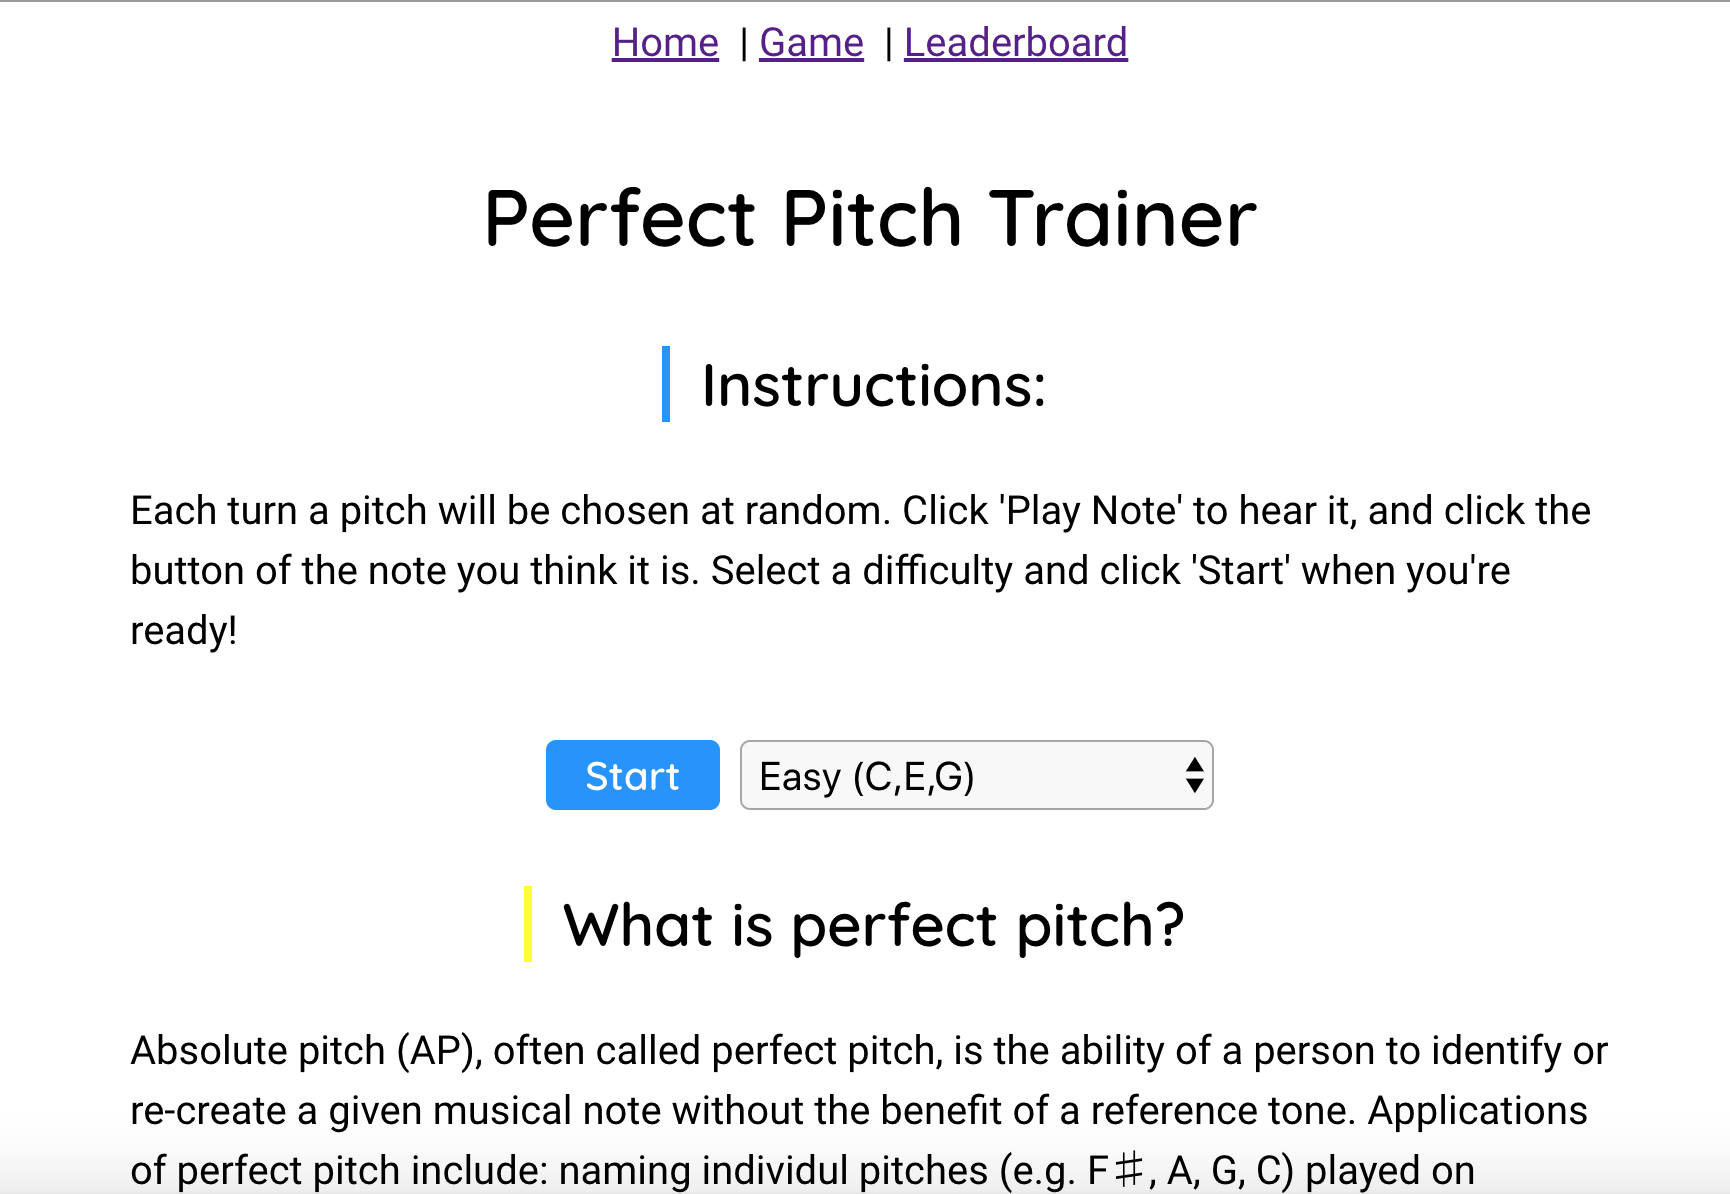 Home | Game | Leaderboard
Perfect Pitch Trainer
Instructions:
Each turn a pitch will be chosen at random. Click 'Play Note' to hear it, and click the
button of the note you think it is. Select a difficulty and click 'Start' when you're
ready!
Start Easy (C,E,G)
What is perfect pitch?
Absolute pitch (AP), often called perfect pitch, is the ability of a person to identify or
re-create a given musical note without the benefit of a reference tone. Applications
of perfect pitch include: naming individul pitches (e.g. F♯, A, G, C) played on